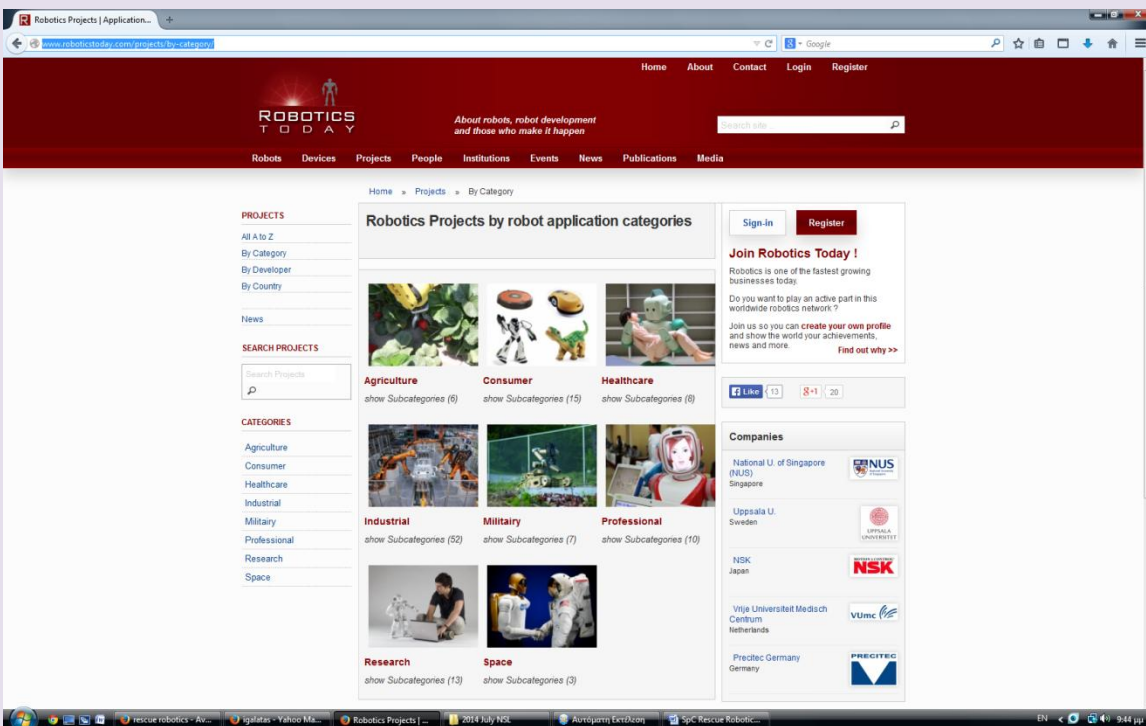 Robotics Projects | Application...
www.roboticstoday.com/projects/by-category/
Google
Home About Contact Login Register
ROBOTICS
TODAY
About robots, robot development
and those who make it happen
Search site...
Robots Devices Projects People Institutions Events News Publications Media
Home » Projects » By Category
PROJECTS
All A to Z
By Category
By Developer
By Country
News
SEARCH PROJECTS
Search Projects
CATEGORIES
Agriculture
Consumer
Healthcare
Industrial
Militairy
Professional
Research
Space
Robotics Projects by robot application categories
Agriculture
show Subcategories (6)
Consumer
show Subcategories (15)
Healthcare
show Subcategories (8)
Industrial
show Subcategories (52)
Militairy
show Subcategories (7)
Professional
show Subcategories (10)
Research
show Subcategories (13)
Space
show Subcategories (3)
Sign-in Register
Join Robotics Today !
Robotics is one of the fastest growing
businesses today.
Do you want to play an active part in this
worldwide robotics network ?
Join us so you can create your own profile
and show the world your achievements,
news and more.
Find out why >>
Like 13 +1 20
Companies
National U. of Singapore
(NUS)
Singapore
NUS
Uppsala U.
Sweden
UPPSALA
UNIVERSITET
NSK
Japan
NSK
Vrije Universiteit Medisch
Centrum
Netherlands
VUmc
Precitec Germany
Germany
PRECITEC
rescue robotics - Av... igalatas - Yahoo Ma... Robotics Projects | ... 2014 July NSL Αυτόματη Εκτέλεση SpC Rescue Robotic... EN 9:44 μμ